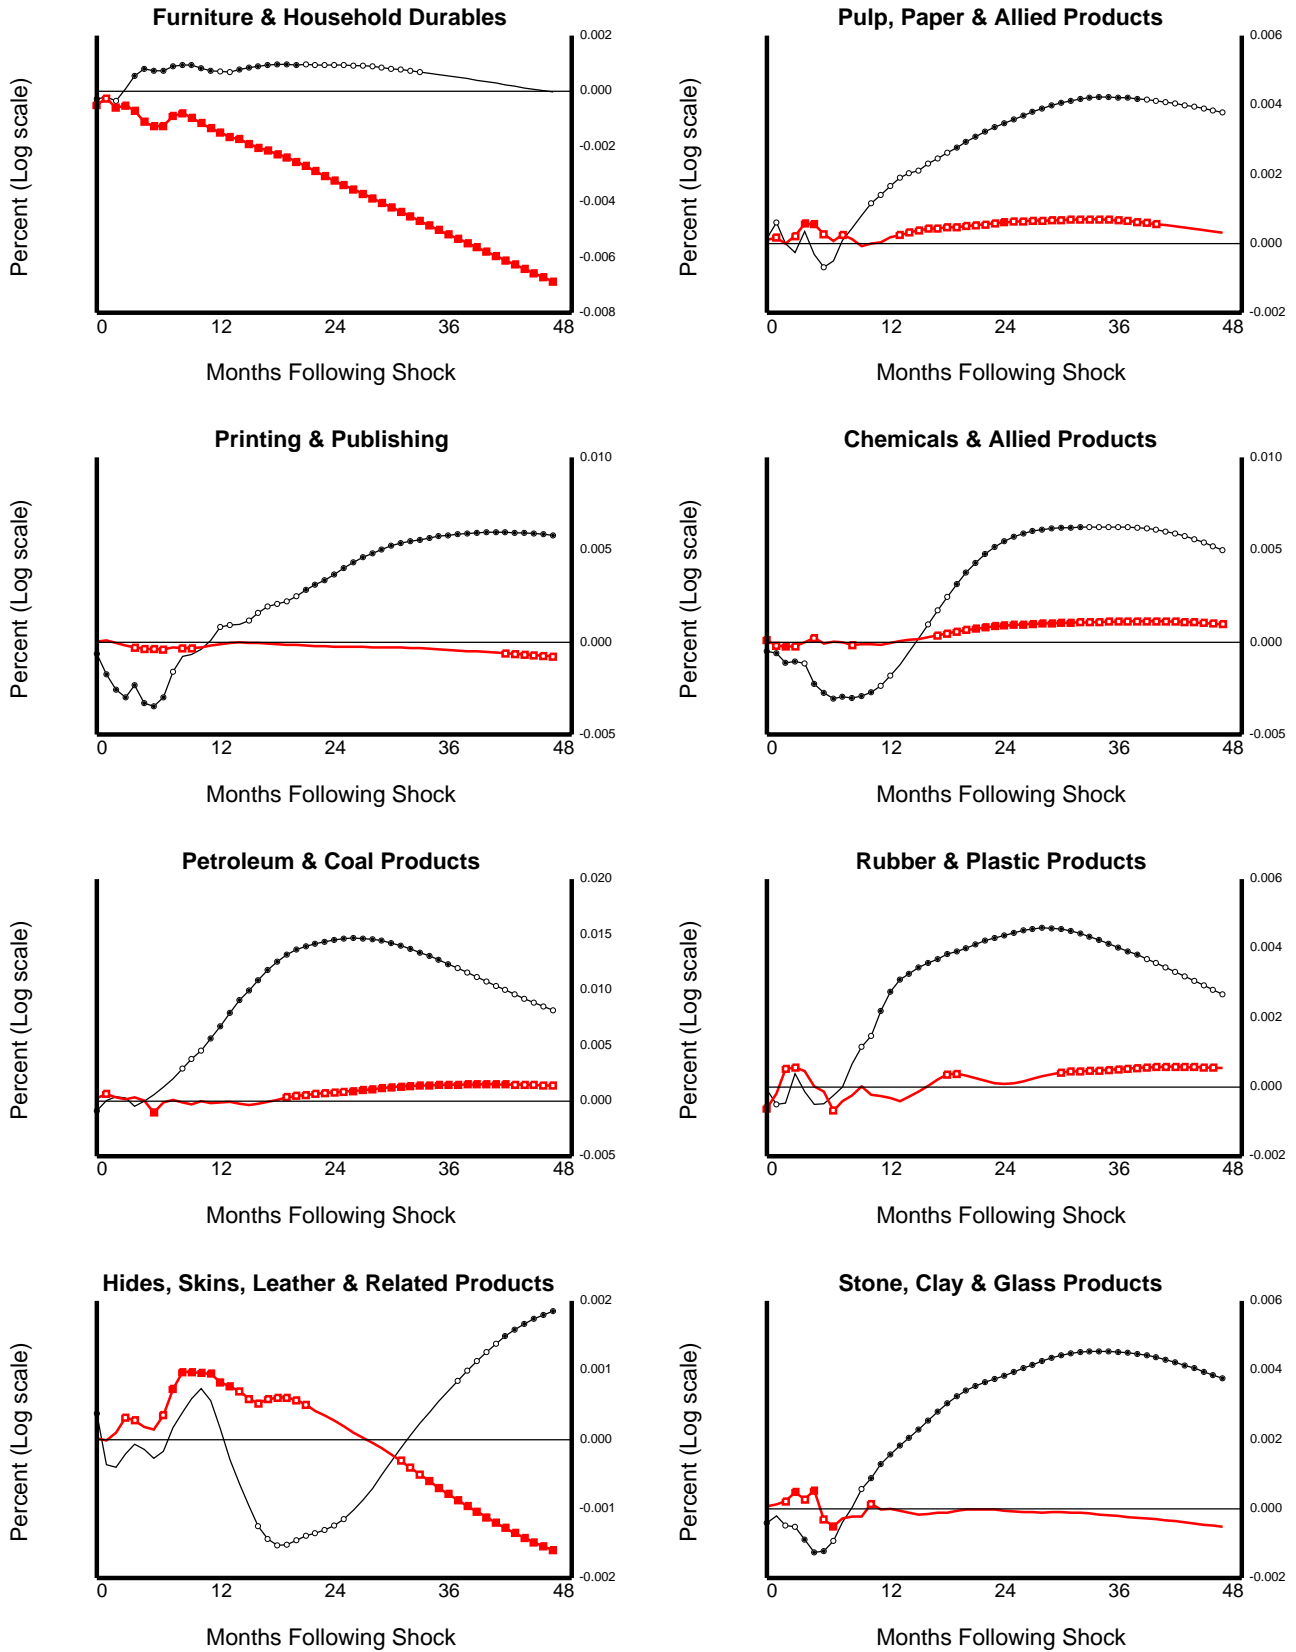 Furniture & Household Durables
Percent (Log scale)
0.002
0.000
-0.002
-0.004
-0.006
-0.008
0 12 24 36 48
Months Following Shock
Pulp, Paper & Allied Products
Percent (Log scale)
0.006
0.004
0.002
0.000
-0.002
0 12 24 36 48
Months Following Shock
Printing & Publishing
Percent (Log scale)
0.010
0.005
0.000
-0.005
0 12 24 36 48
Months Following Shock
Chemicals & Allied Products
Percent (Log scale)
0.010
0.005
0.000
-0.005
0 12 24 36 48
Months Following Shock
Petroleum & Coal Products
Percent (Log scale)
0.020
0.015
0.010
0.005
0.000
-0.005
0 12 24 36 48
Months Following Shock
Rubber & Plastic Products
Percent (Log scale)
0.006
0.004
0.002
0.000
-0.002
0 12 24 36 48
Months Following Shock
Hides, Skins, Leather & Related Products
Percent (Log scale)
0.002
0.001
0.000
-0.001
-0.002
0 12 24 36 48
Months Following Shock
Stone, Clay & Glass Products
Percent (Log scale)
0.006
0.004
0.002
0.000
-0.002
0 12 24 36 48
Months Following Shock